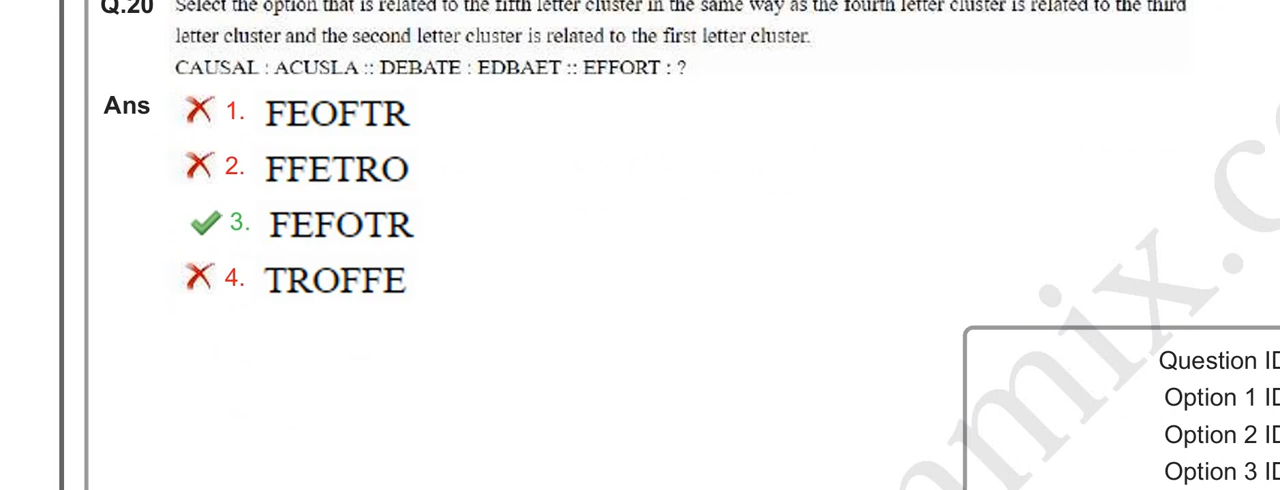 Q.20 Select the option that is related to the fifth letter cluster in the same way as the fourth letter cluster is related to the third
letter cluster and the second letter cluster is related to the first letter cluster.
CAUSAL : ACUSLA :: DEBATE : EDBAET :: EFFORT : ?
Ans 1. FEOFTR
2. FFETRO
3. FEFOTR
4. TROFFE
mix.c
Question ID
Option 1 ID
Option 2 ID
Option 3 ID